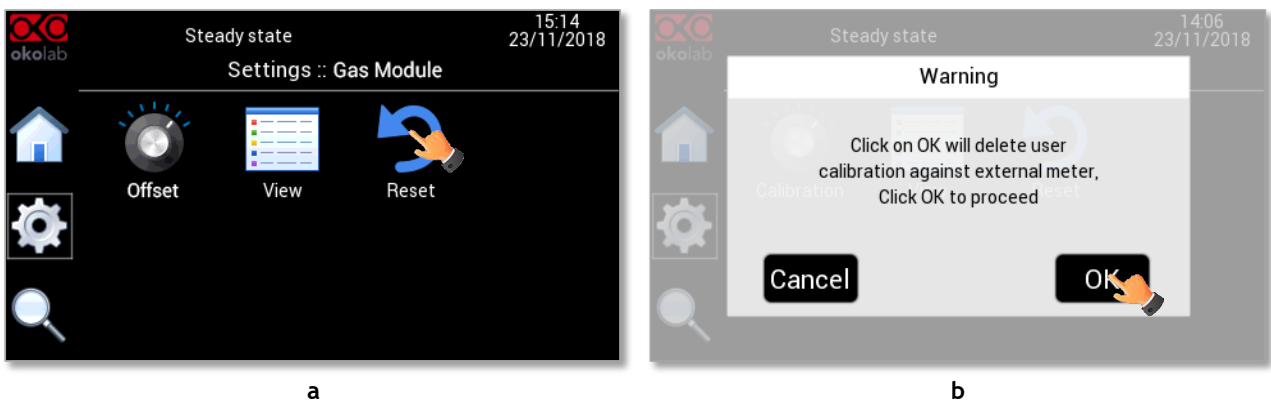 15:14
Steady state
23/11/2018
okolab
Settings :: Gas Module
Offset View Reset
a
14:06
Steady state
23/11/2018
okolab
Warning
Click on OK will delete user
calibration against external meter,
Click OK to proceed
Calibration
Reset
Cancel OK
b